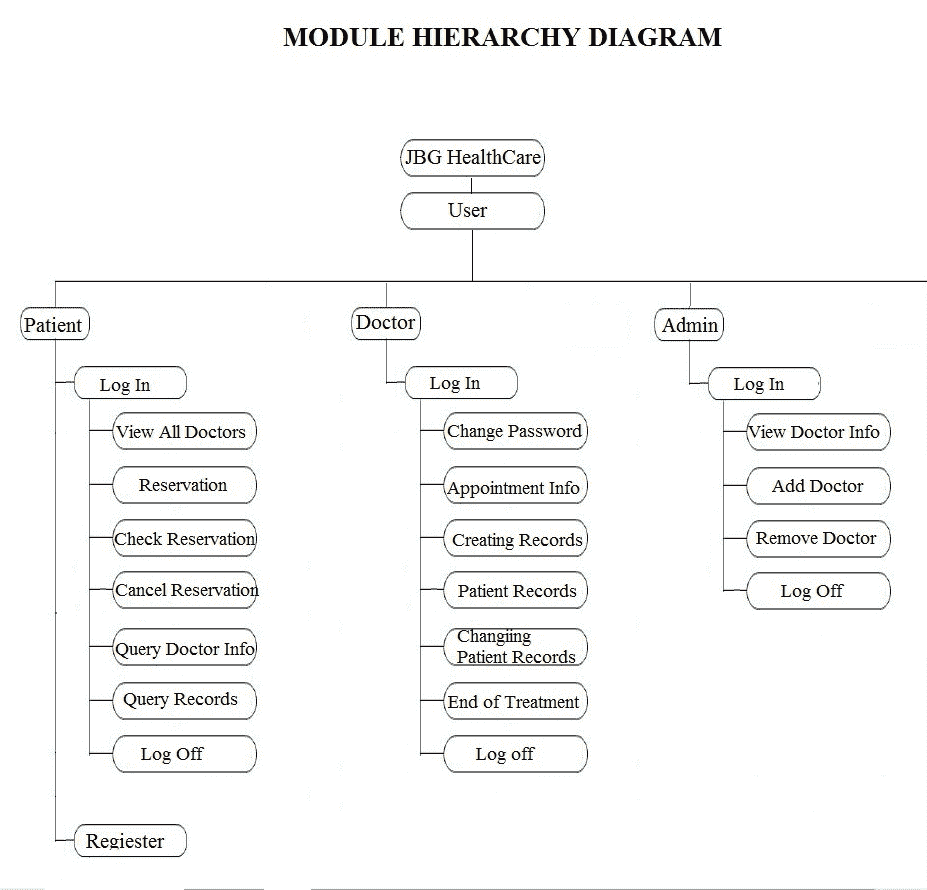 MODULE HIERARCHY DIAGRAM
JBG HealthCare
User
Patient
Log In
View All Doctors
Reservation
Check Reservation
Cancel Reservation
Query Doctor Info
Query Records
Log Off
Regiester
Doctor
Log In
Change Password
Appointment Info
Creating Records
Patient Records
Changiing
Patient Records
End of Treatment
Log off
Admin
Log In
View Doctor Info
Add Doctor
Remove Doctor
Log Off